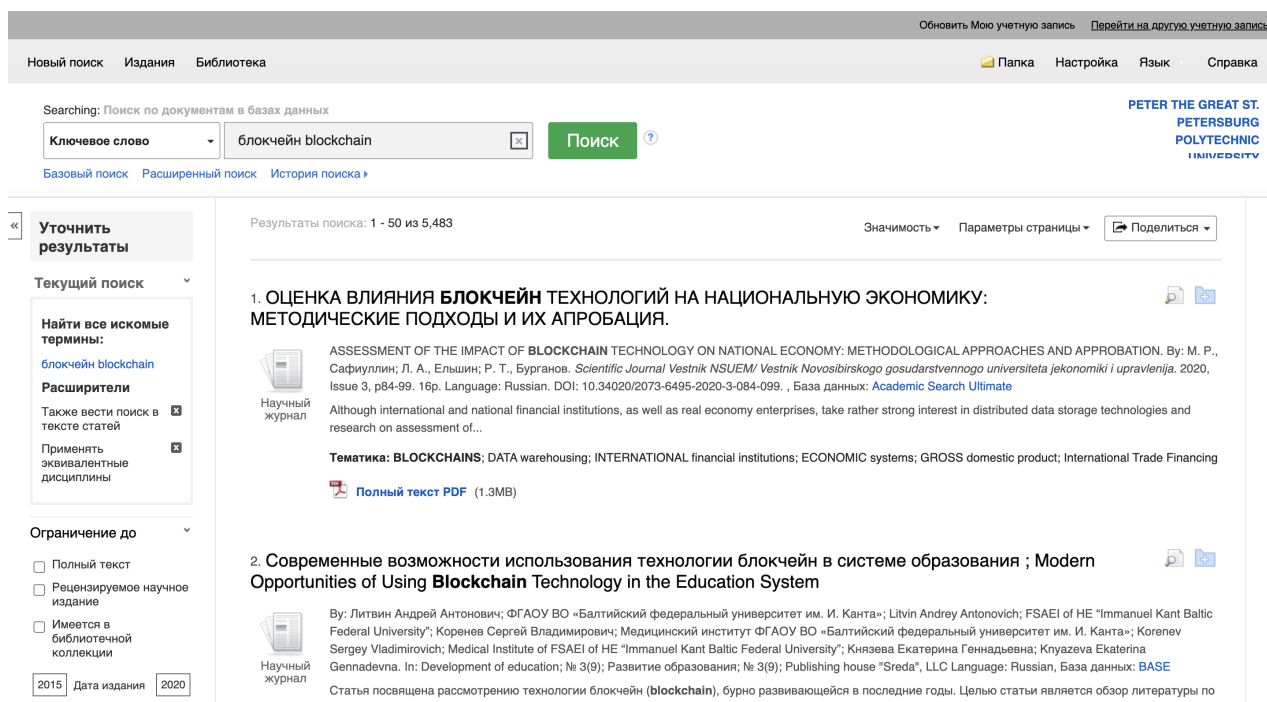 Обновить Мою учетную запись Перейти на другую учетную запись
Новый поиск Издания Библиотека Папка Настройка Язык Справка
Searching: Поиск по документам в базах данных
Ключевое слово блокчейн blockchain Поиск ?
Базовый поиск Расширенный поиск История поиска
PETER THE GREAT ST.
PETERSBURG
POLYTECHNIC
UNIVERSITY
«
Уточнить
результаты
Текущий поиск
Найти все искомые
термины:
блокчейн blockchain
Расширители
Также вести поиск в
тексте статей
Применять
эквивалентные
дисциплины
Ограничение до
Полный текст
Рецензируемое научное
издание
Имеется в
библиотечной
коллекции
2015 Дата издания 2020
Результаты поиска: 1 - 50 из 5,483
Значимость Параметры страницы Поделиться
1. ОЦЕНКА ВЛИЯНИЯ БЛОКЧЕЙН ТЕХНОЛОГИЙ НА НАЦИОНАЛЬНУЮ ЭКОНОМИКУ:
МЕТОДИЧЕСКИЕ ПОДХОДЫ И ИХ АПРОБАЦИЯ.
Научный
журнал
ASSESSMENT OF THE IMPACT OF BLOCKCHAIN TECHNOLOGY ON NATIONAL ECONOMY: METHODOLOGICAL APPROACHES AND APPROBATION. By: М. Р.,
Сафиуллин; Л. А., Ельшин; Р. Т., Бурганов. Scientific Journal Vestnik NSUEM/ Vestnik Novosibirskogo gosudarstvennogo universiteta jekonomiki i upravlenija. 2020,
Issue 3, p84-99. 16p. Language: Russian. DOI: 10.34020/2073-6495-2020-3-084-099. , База данных: Academic Search Ultimate
Although international and national financial institutions, as well as real economy enterprises, take rather strong interest in distributed data storage technologies and
research on assessment of...
Тематика: BLOCKCHAINS; DATA warehousing; INTERNATIONAL financial institutions; ECONOMIC systems; GROSS domestic product; International Trade Financing
Полный текст PDF (1.3MB)
2. Современные возможности использования технологии блокчейн в системе образования ; Modern
Opportunities of Using Blockchain Technology in the Education System
Научный
журнал
By: Литвин Андрей Антонович; ФГАОУ ВО «Балтийский федеральный университет им. И. Канта»; Litvin Andrey Antonovich; FSAEI of HE “Immanuel Kant Baltic
Federal University”; Коренев Сергей Владимирович; Медицинский институт ФГАОУ ВО «Балтийский федеральный университет им. И. Канта»; Korenev
Sergey Vladimirovich; Medical Institute of FSAEI of HE “Immanuel Kant Baltic Federal University”; Князева Екатерина Геннадьевна; Knyazeva Ekaterina
Gennadevna. In: Development of education; № 3(9); Развитие образования; № 3(9); Publishing house "Sreda", LLC Language: Russian, База данных: BASE
Статья посвящена рассмотрению технологии блокчейн (blockchain), бурно развивающейся в последние годы. Целью статьи является обзор литературы по